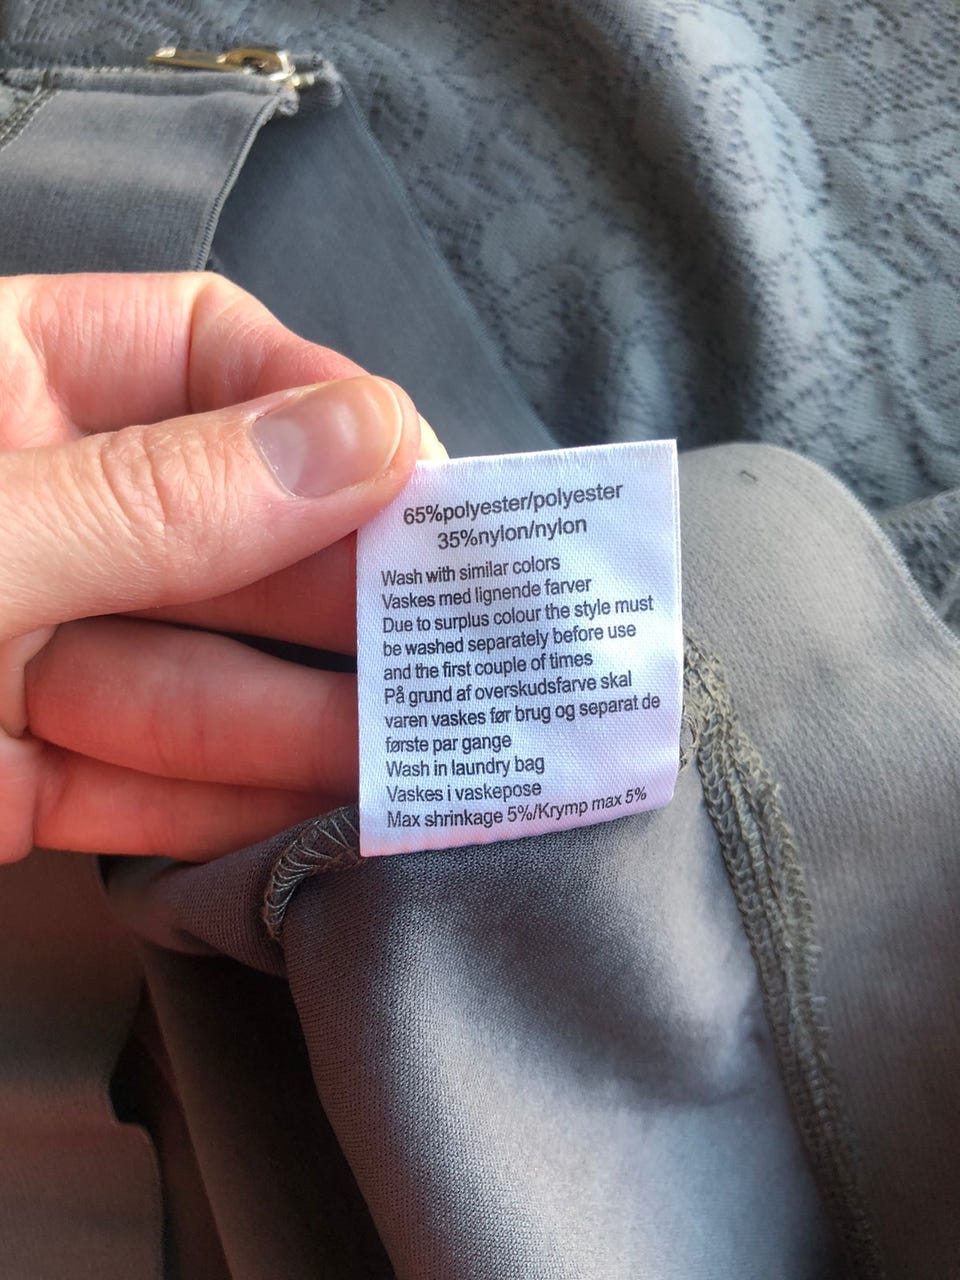 65%polyester/polyester
35%nylon/nylon
Wash with similar colors
Vaskes med lignende farver
Due to surplus colour the style must
be washed separately before use
and the first couple of times
På grund af overskudsfarve skal
varen vaskes før brug og separat de
første par gange
Wash in laundry bag
Vaskes i vaskepose
Max shrinkage 5%/Krymp max 5%